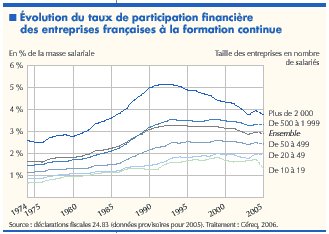 ■ Évolution du taux de participation financière
des entreprises françaises à la formation continue
En % de la masse salariale
Taille des entreprises en nombre
de salariés
6 %
5 %
4 %
3 %
2 %
1 %
Plus de 2 000
De 500 à 1 999
Ensemble
De 50 à 499
De 20 à 49
De 10 à 19
1974
1975
1980
1985
1990
1995
2000
2005
Source : déclarations fiscales 24.83 (données provisoires pour 2005). Traitement : Céreq, 2006.